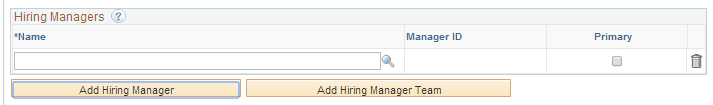 Hiring Managers ?
*Name Manager ID Primary
Add Hiring Manager Add Hiring Manager Team